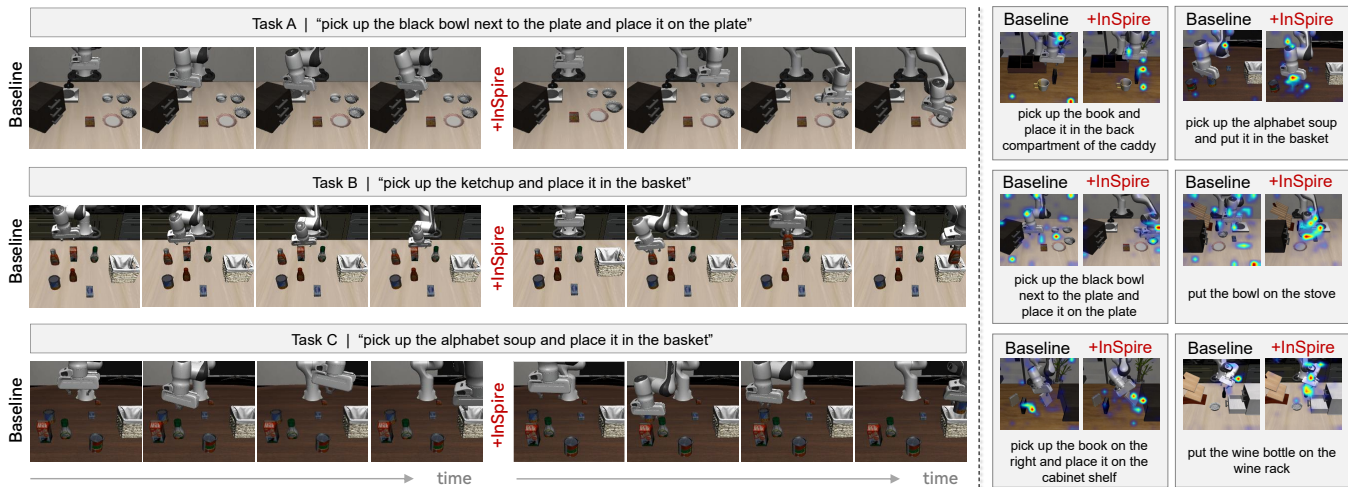 Task A | “pick up the black bowl next to the plate and place it on the plate”
Baseline
+InSpire
Task B | “pick up the ketchup and place it in the basket”
Baseline
+InSpire
Task C | “pick up the alphabet soup and place it in the basket”
Baseline
+InSpire
time
time
Baseline +InSpire
pick up the book and
place it in the back
compartment of the caddy
Baseline +InSpire
pick up the alphabet soup
and put it in the basket
Baseline +InSpire
pick up the black bowl
next to the plate and
place it on the plate
Baseline +InSpire
put the bowl on the stove
Baseline +InSpire
pick up the book on the
right and place it on the
cabinet shelf
Baseline +InSpire
put the wine bottle on the
wine rack